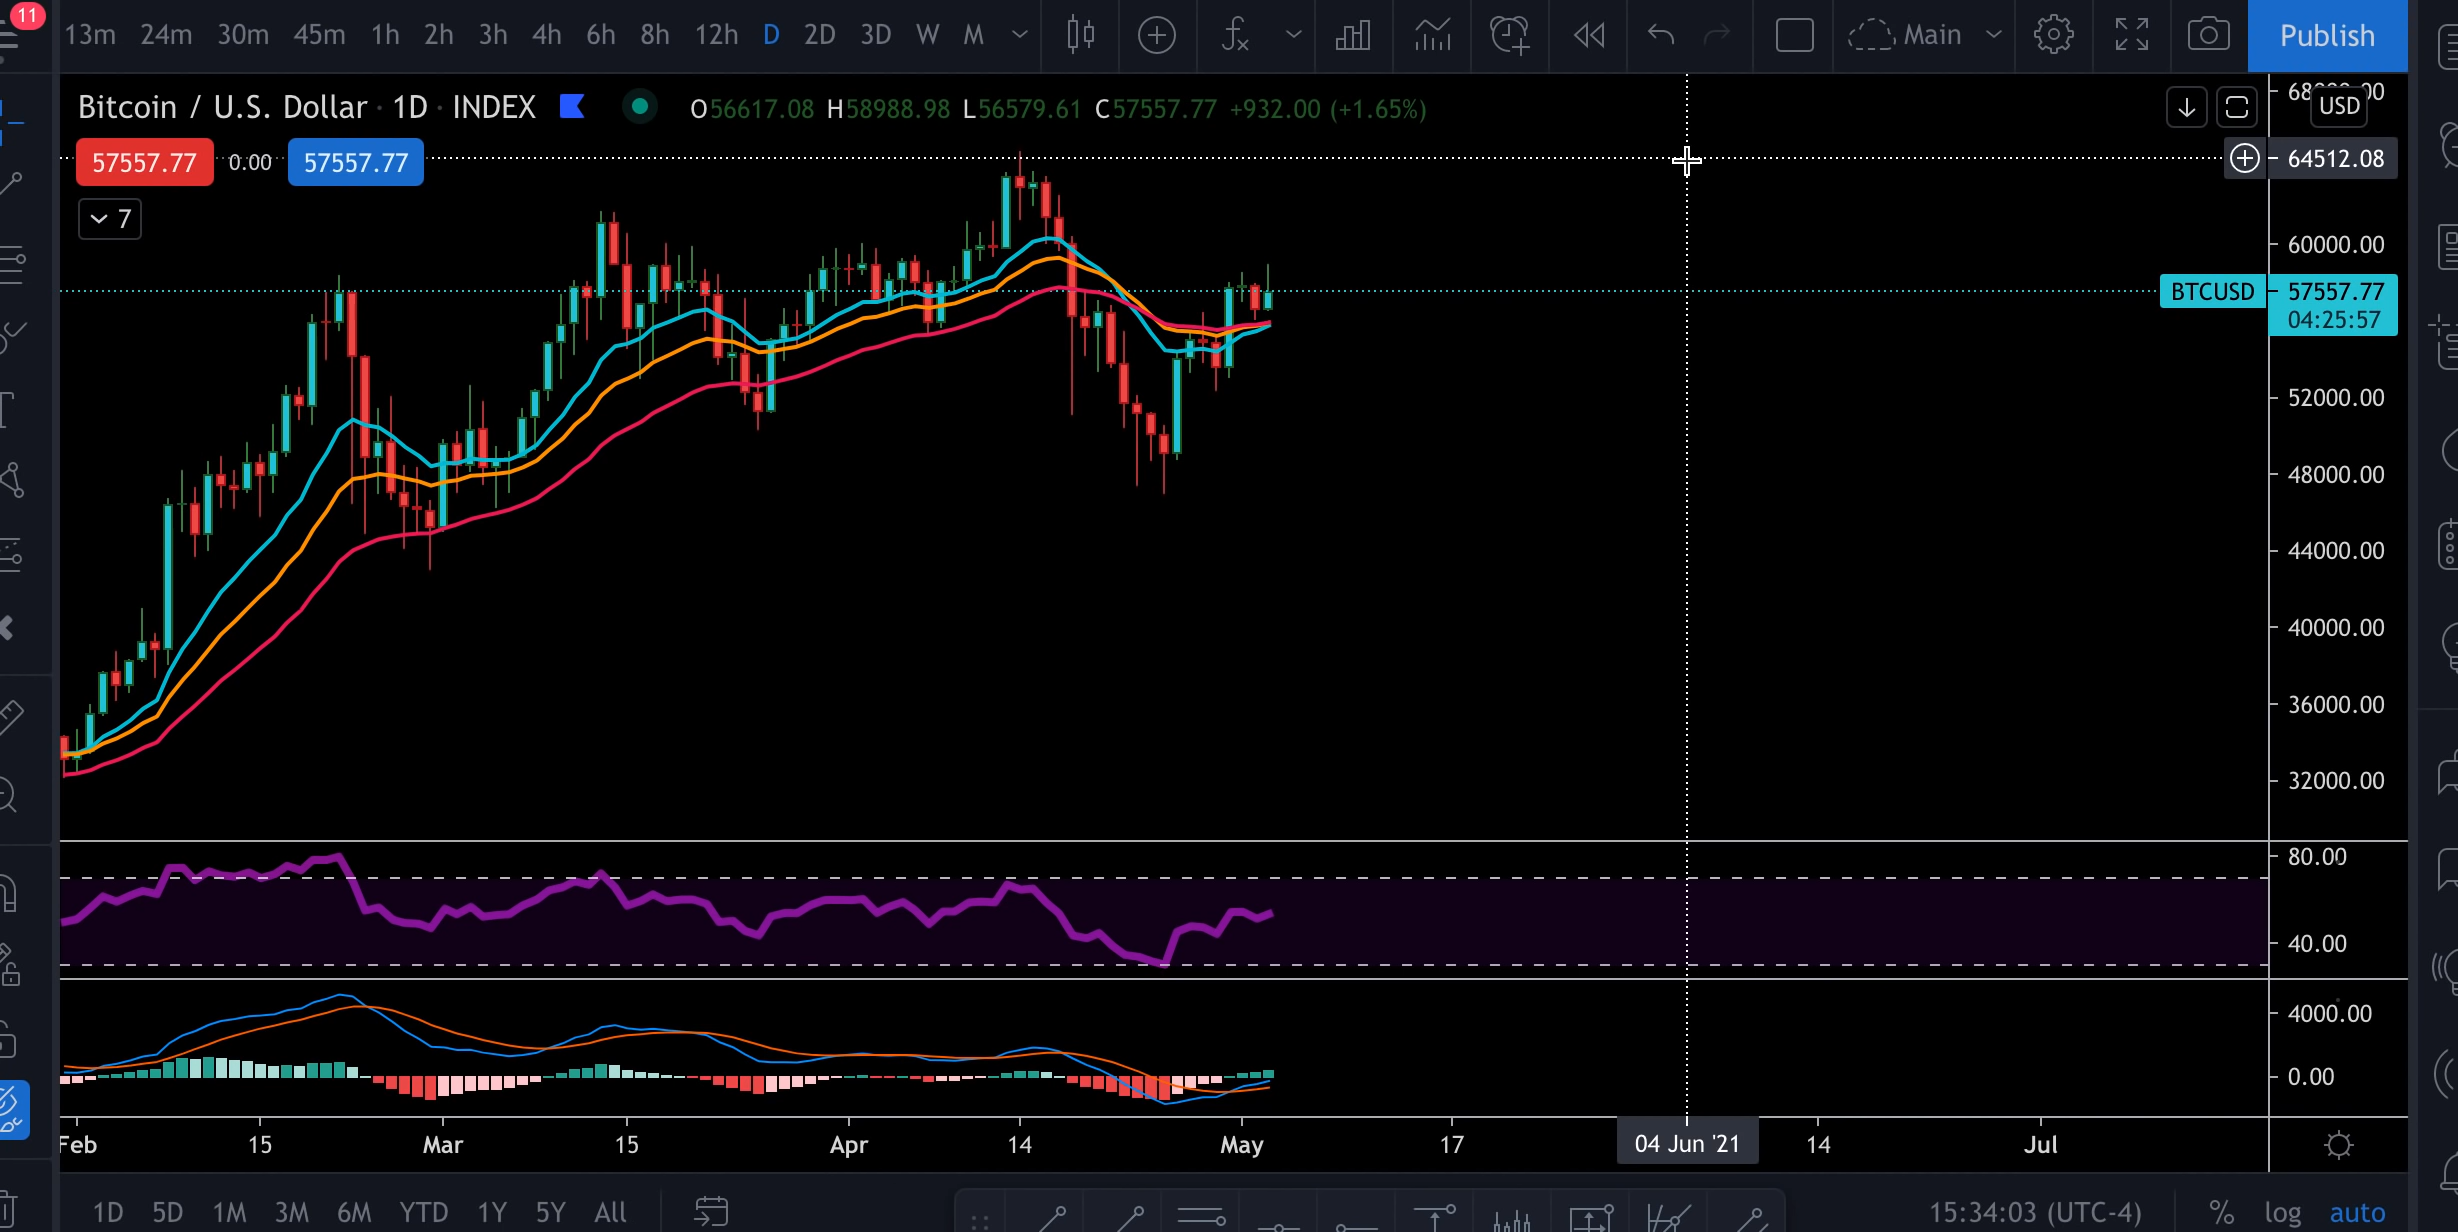 11
13m 24m 30m 45m 1h 2h 3h 4h 6h 8h 12h D 2D 3D W M Main Publish
Bitcoin / U.S. Dollar · 1D · INDEX O56617.08 H58988.98 L56579.61 C57557.77 +932.00 (+1.65%)
USD
57557.77 0.00 57557.77
64512.08
7
60000.00
BTCUSD 57557.77
04:25:57
52000.00
48000.00
44000.00
40000.00
36000.00
32000.00
80.00
40.00
4000.00
0.00
Feb 15 Mar 15 Apr 14 May 17 04 Jun '21 14 Jul
1D 5D 1M 3M 6M YTD 1Y 5Y All 15:34:03 (UTC-4) % log auto